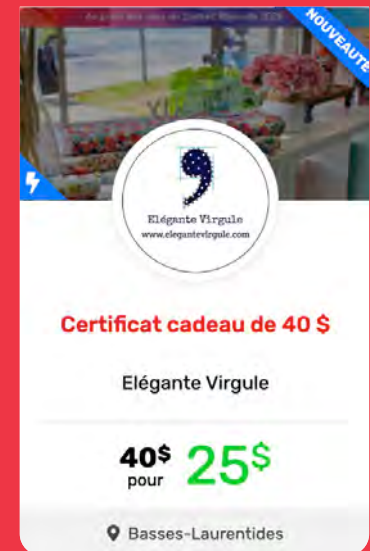 NOUVEAUTÉ
Elégante Virgule
www.elegantevirgule.com
Certificat cadeau de 40 $
Elégante Virgule
40$
pour
25$
Basses-Laurentides